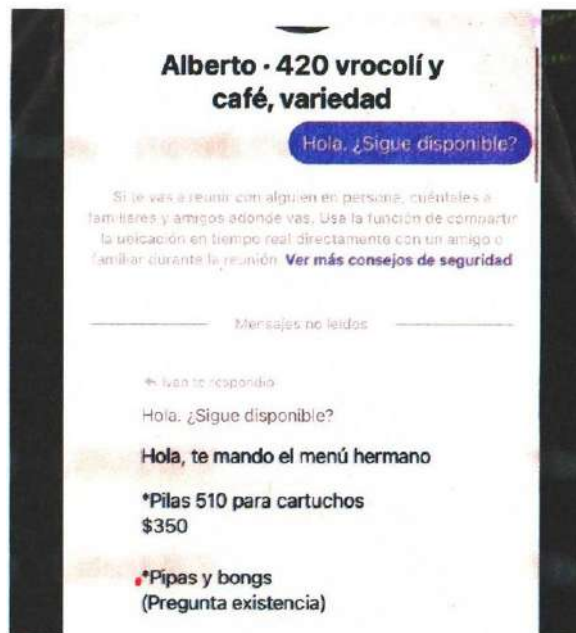 Alberto · 420 vrocolí y
café, variedad
Hola. ¿Sigue disponible?
Si te vas a reunir con alguien en persona, cuéntales a
familiares y amigos adonde vas. Usa la función de compartir
la ubicación en tiempo real directamente con un amigo o
familiar durante la reunión. Ver más consejos de seguridad
Mensajes no leídos
Ivan te respondió
Hola. ¿Sigue disponible?
Hola, te mando el menú hermano
*Pilas 510 para cartuchos
$350
*Pipas y bongs
(Pregunta existencia)